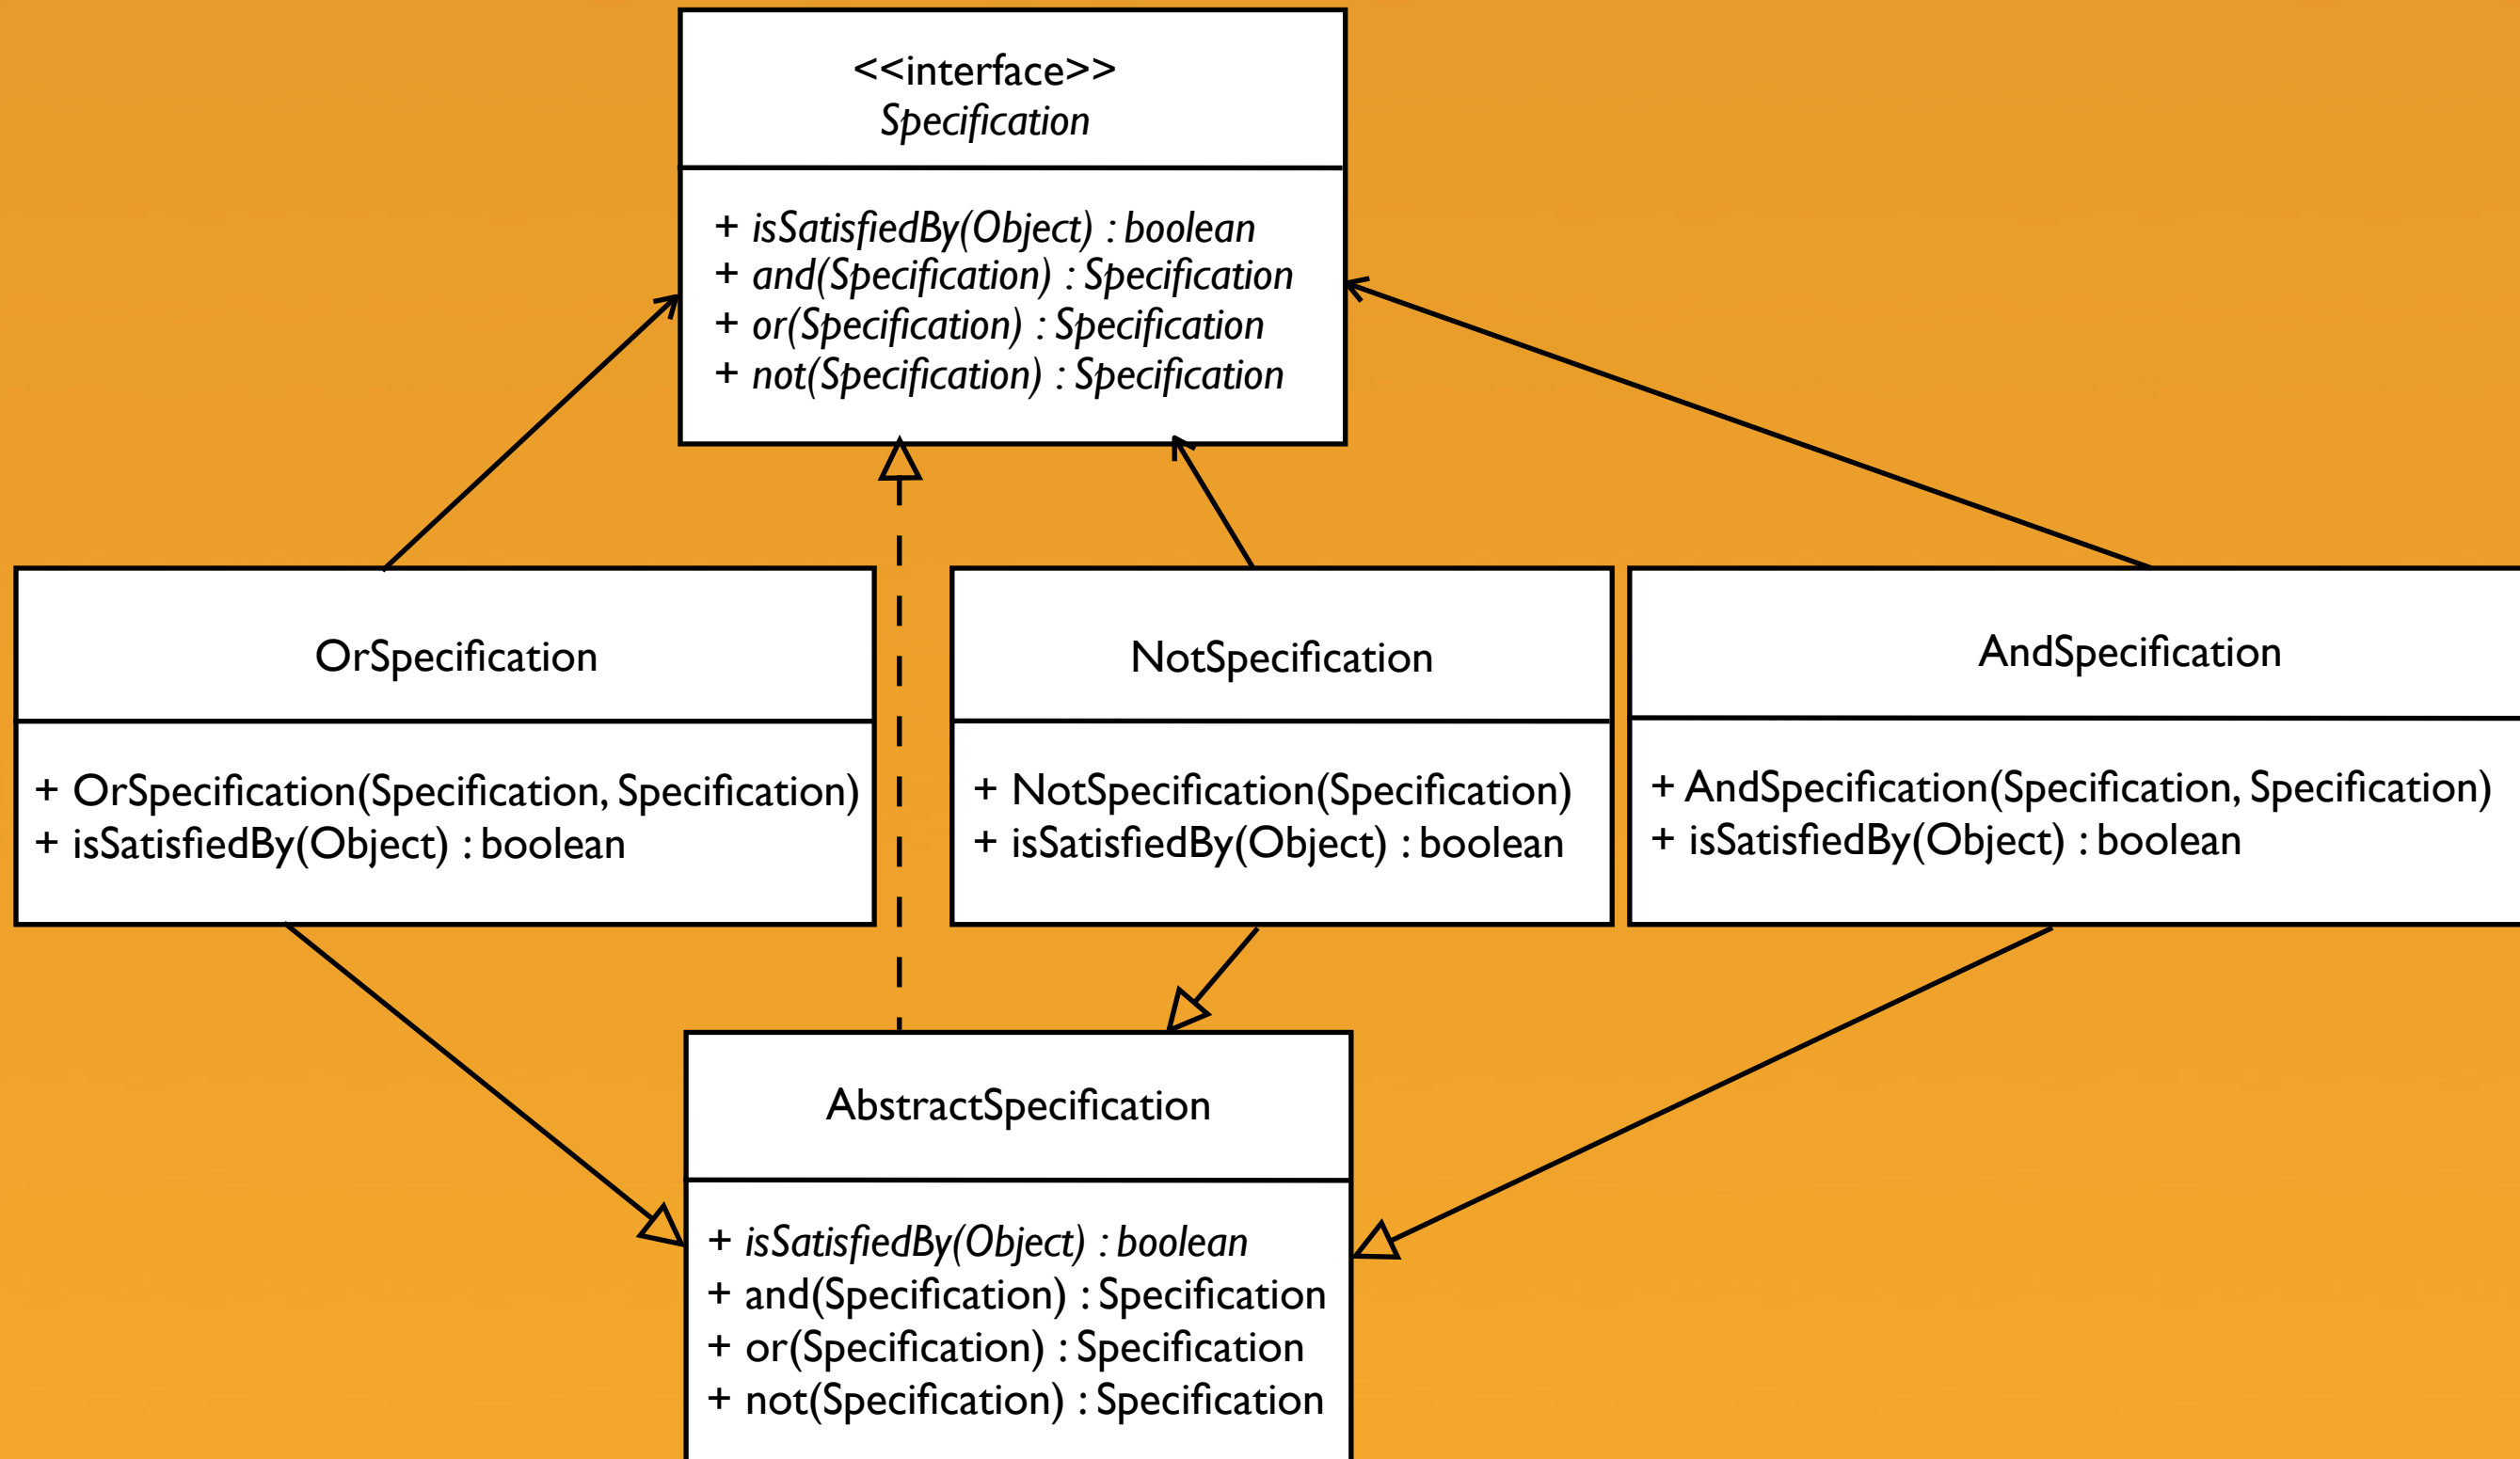 <<interface>>
Specification
+ isSatisfiedBy(Object) : boolean
+ and(Specification) : Specification
+ or(Specification) : Specification
+ not(Specification) : Specification
OrSpecification
+ OrSpecification(Specification, Specification)
+ isSatisfiedBy(Object) : boolean
NotSpecification
+ NotSpecification(Specification)
+ isSatisfiedBy(Object) : boolean
AndSpecification
+ AndSpecification(Specification, Specification)
+ isSatisfiedBy(Object) : boolean
AbstractSpecification
+ isSatisfiedBy(Object) : boolean
+ and(Specification) : Specification
+ or(Specification) : Specification
+ not(Specification) : Specification